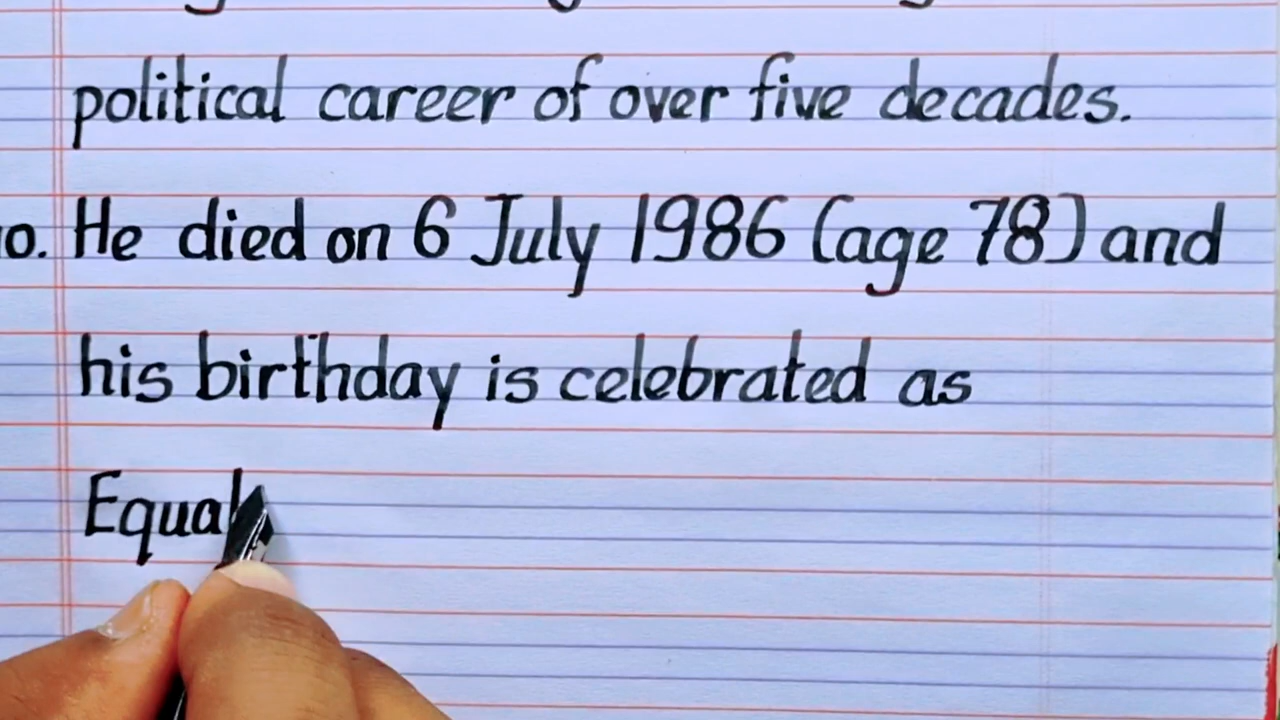 political career of over five decades.
10. He died on 6 July 1986 (age 78) and
his birthday is celebrated as
Equal